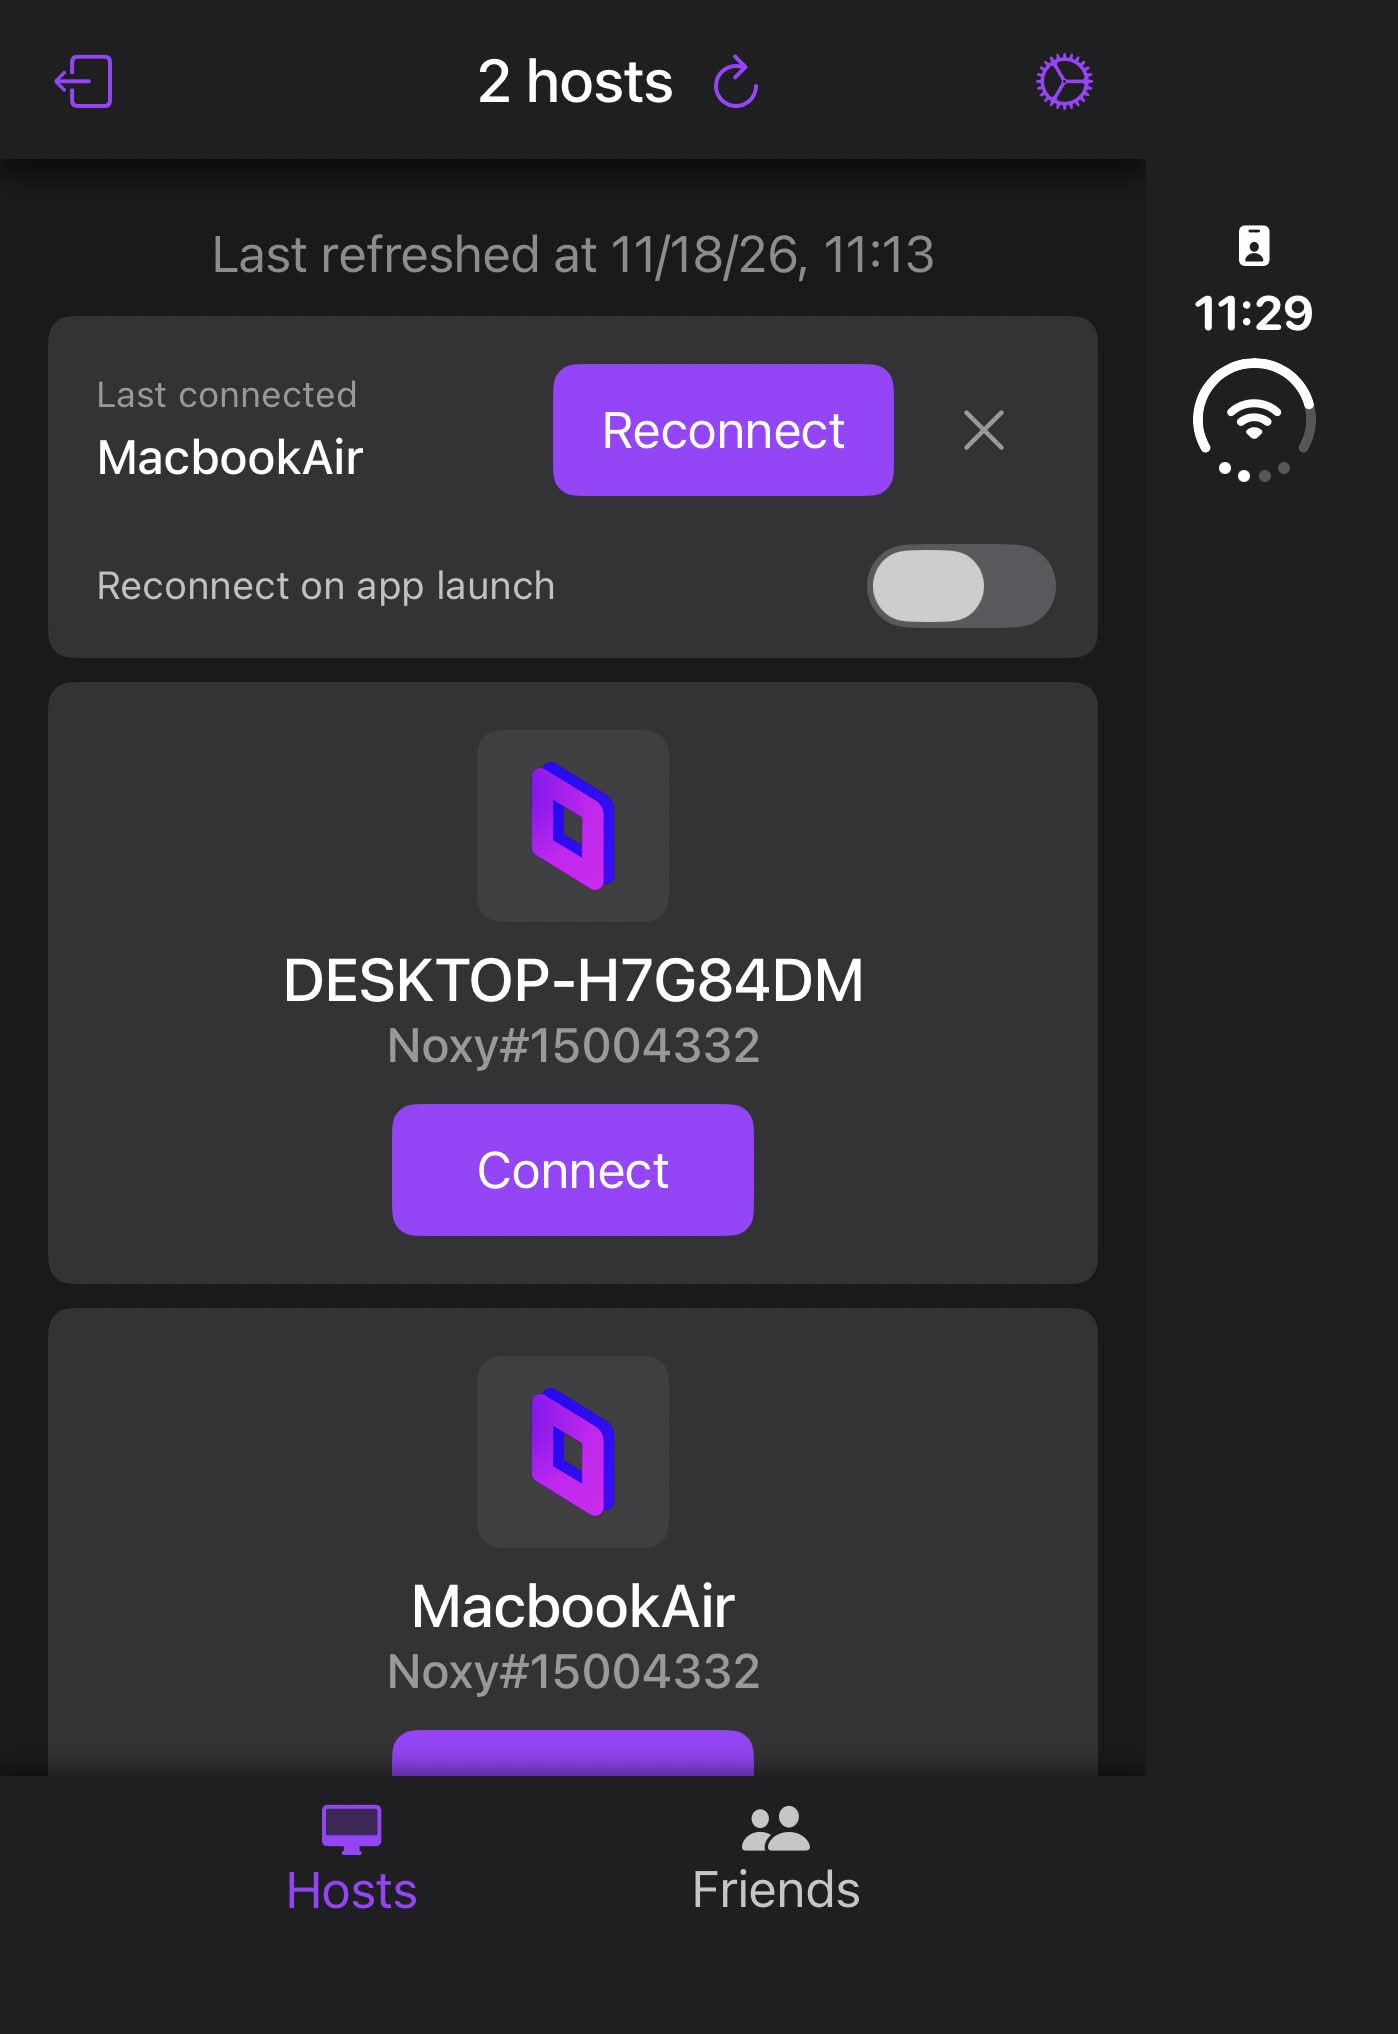 2 hosts
Last refreshed at 11/18/26, 11:13
11:29
Last connected
MacbookAir
Reconnect
Reconnect on app launch
DESKTOP-H7G84DM
Noxy#15004332
Connect
MacbookAir
Noxy#15004332
Hosts
Friends